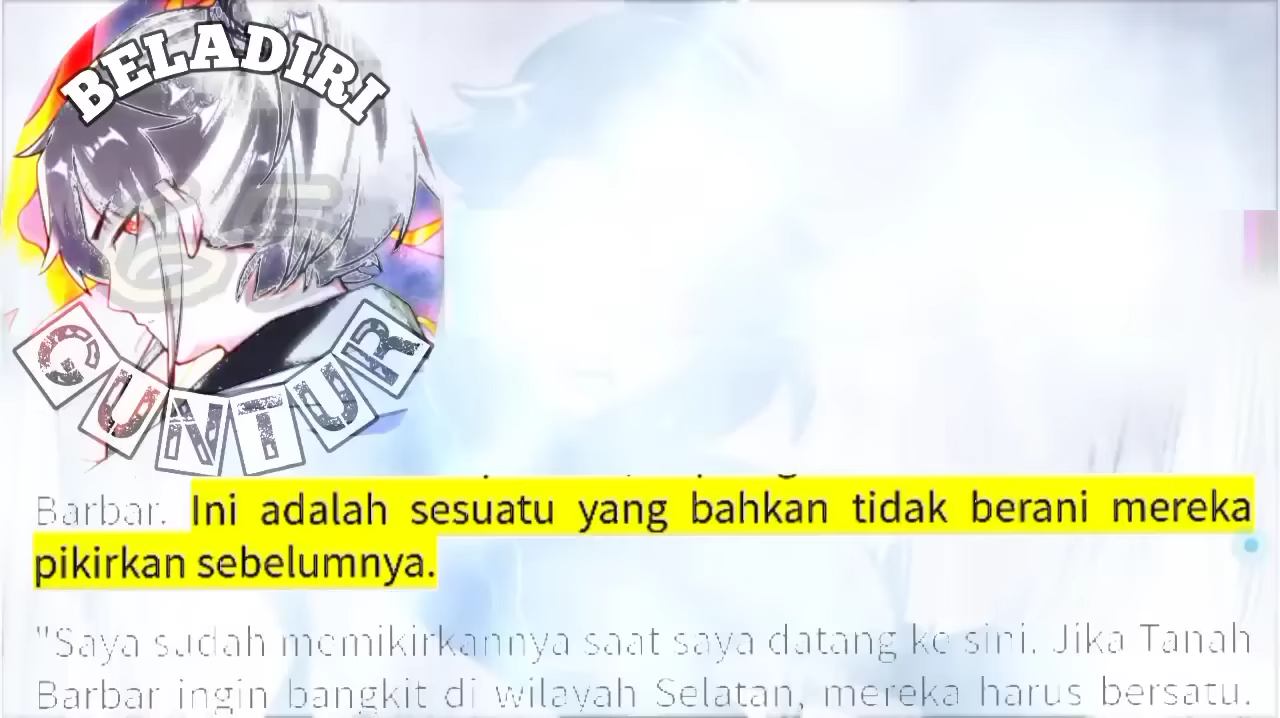 BELADIRI
GUNTUR
Barbar. Ini adalah sesuatu yang bahkan tidak berani mereka
pikirkan sebelumnya.
"Saya sudah memikirkannya saat saya datang ke sini. Jika Tanah
Barbar ingin bangkit di wilayah Selatan, mereka harus bersatu.